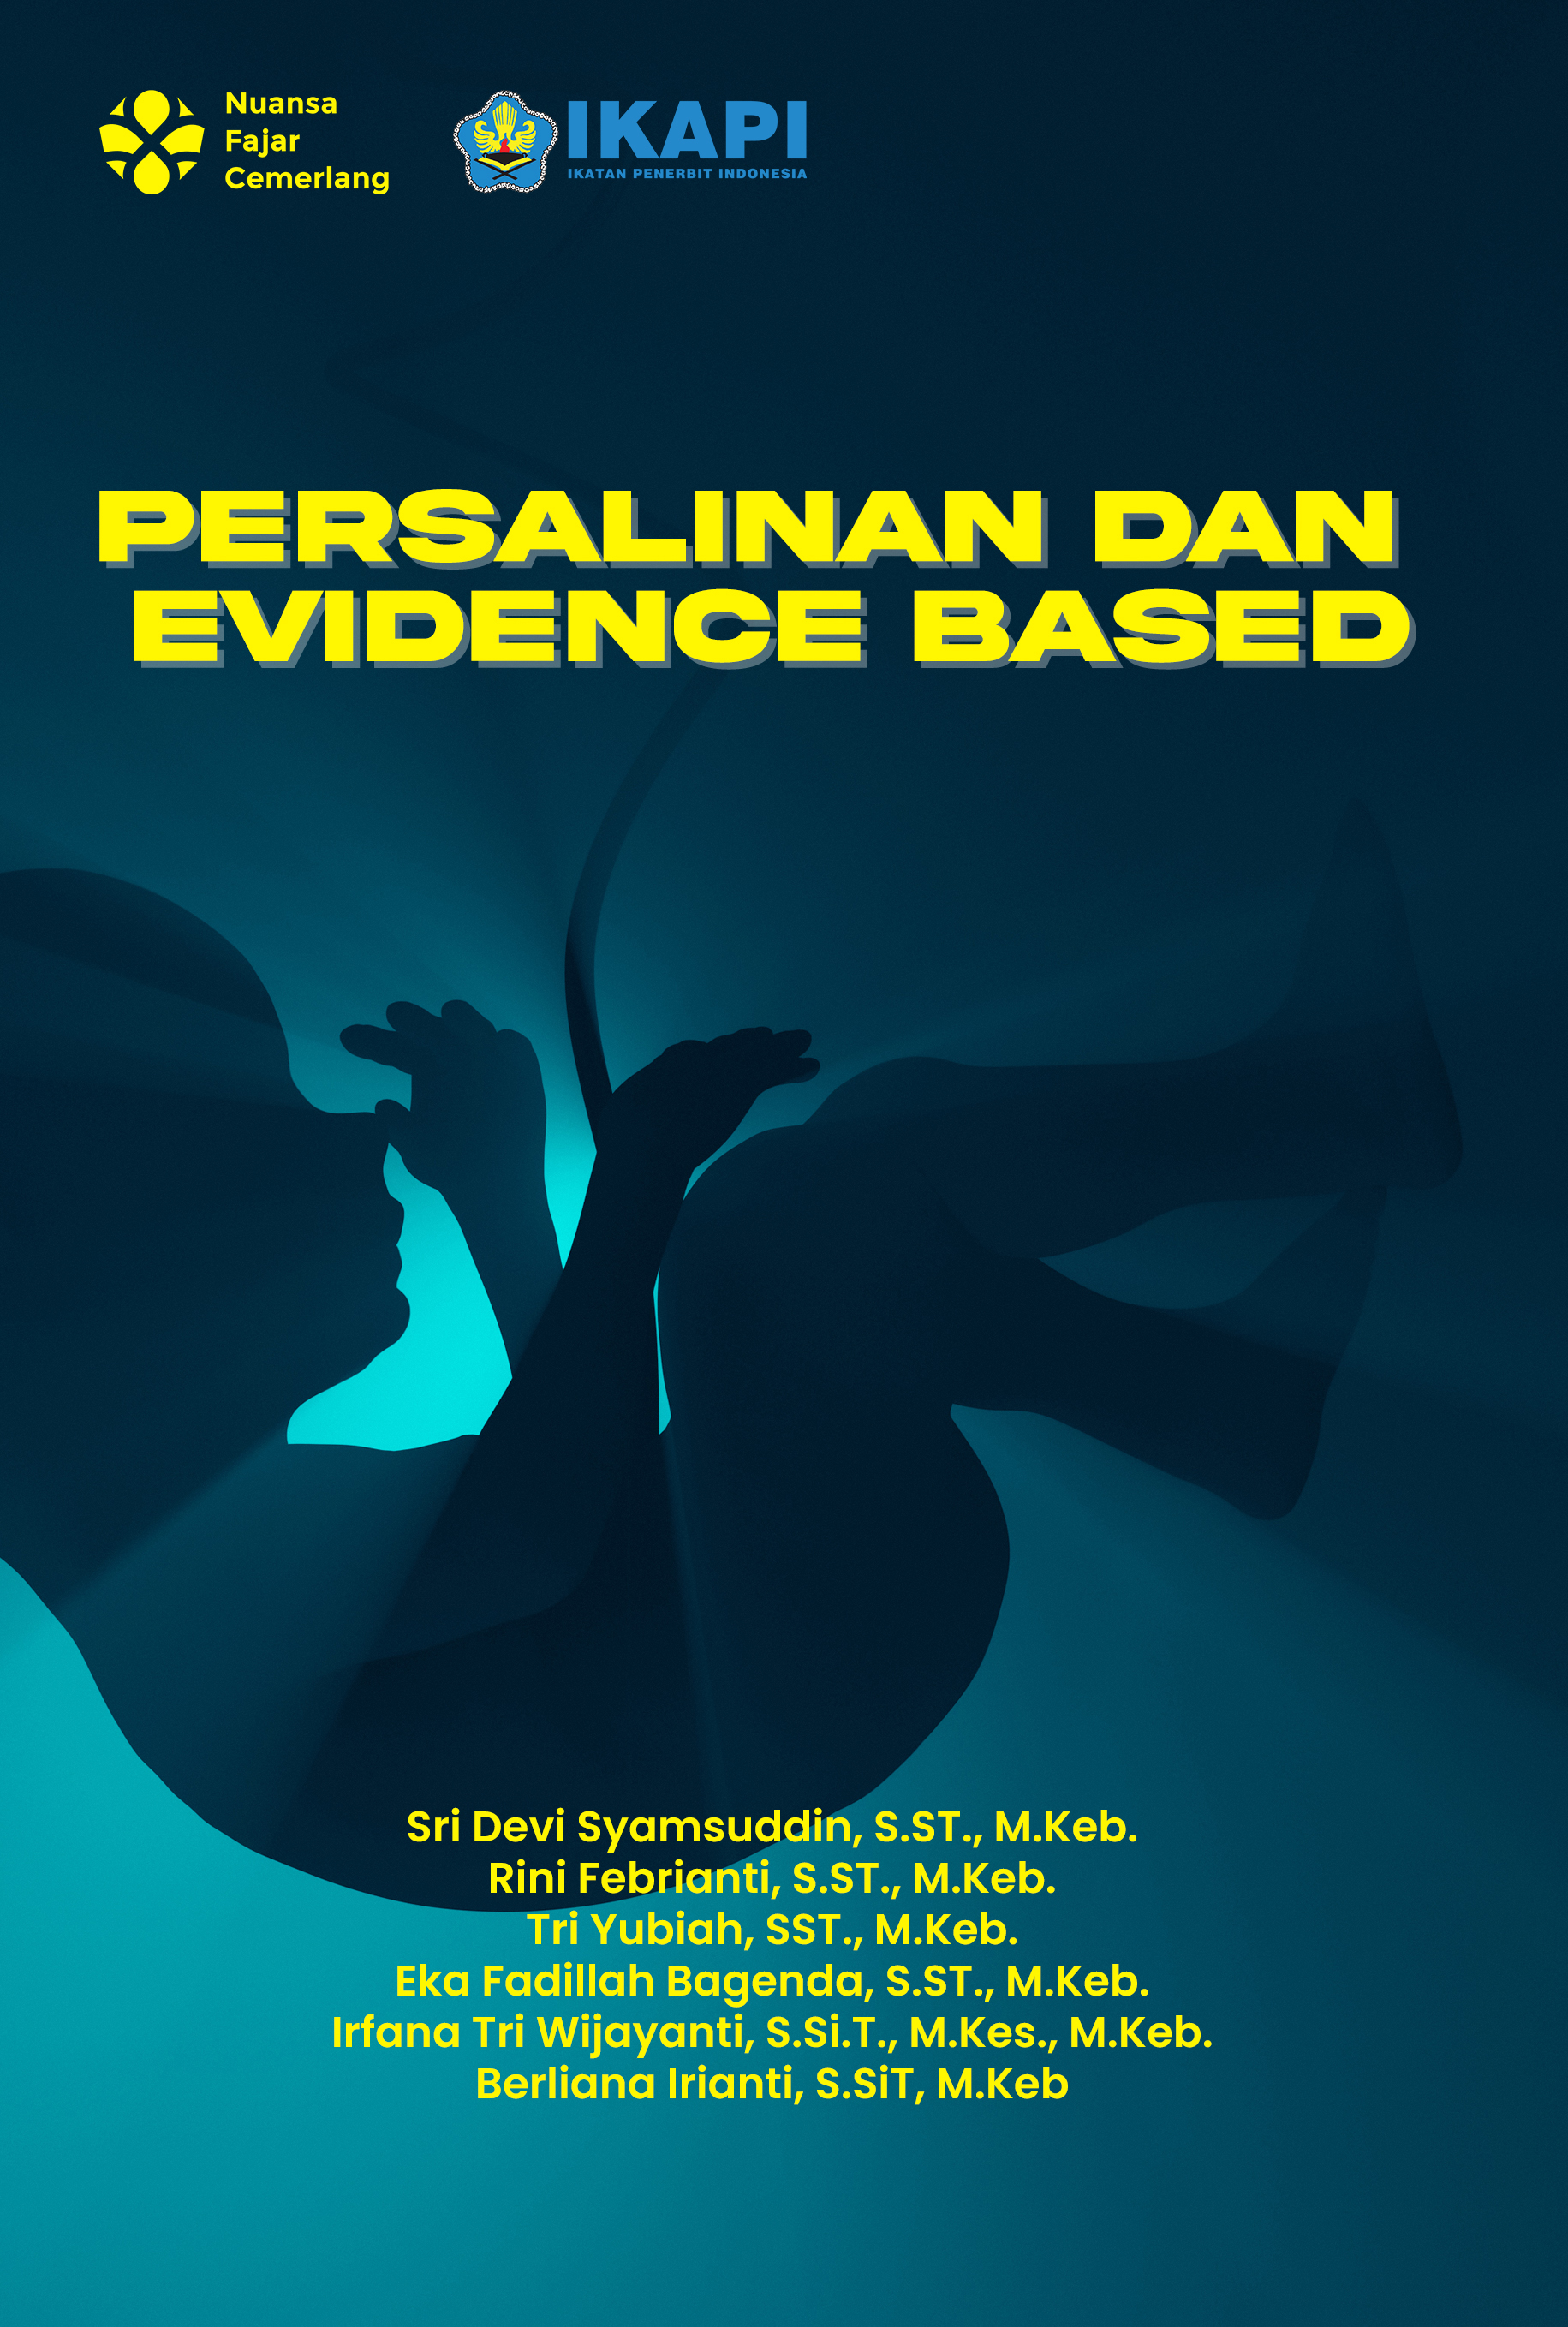 Nuansa
Fajar
Cemerlang
IKAPI
IKATAN PENERBIT INDONESIA
PERSALINAN DAN
EVIDENCE BASED
Sri Devi Syamsuddin, S.ST., M.Keb.
Rini Febrianti, S.ST., M.Keb.
Tri Yubiah, SST., M.Keb.
Eka Fadillah Bagenda, S.ST., M.Keb.
Irfana Tri Wijayanti, S.Si.T., M.Kes., M.Keb.
Berliana Irianti, S.SiT, M.Keb